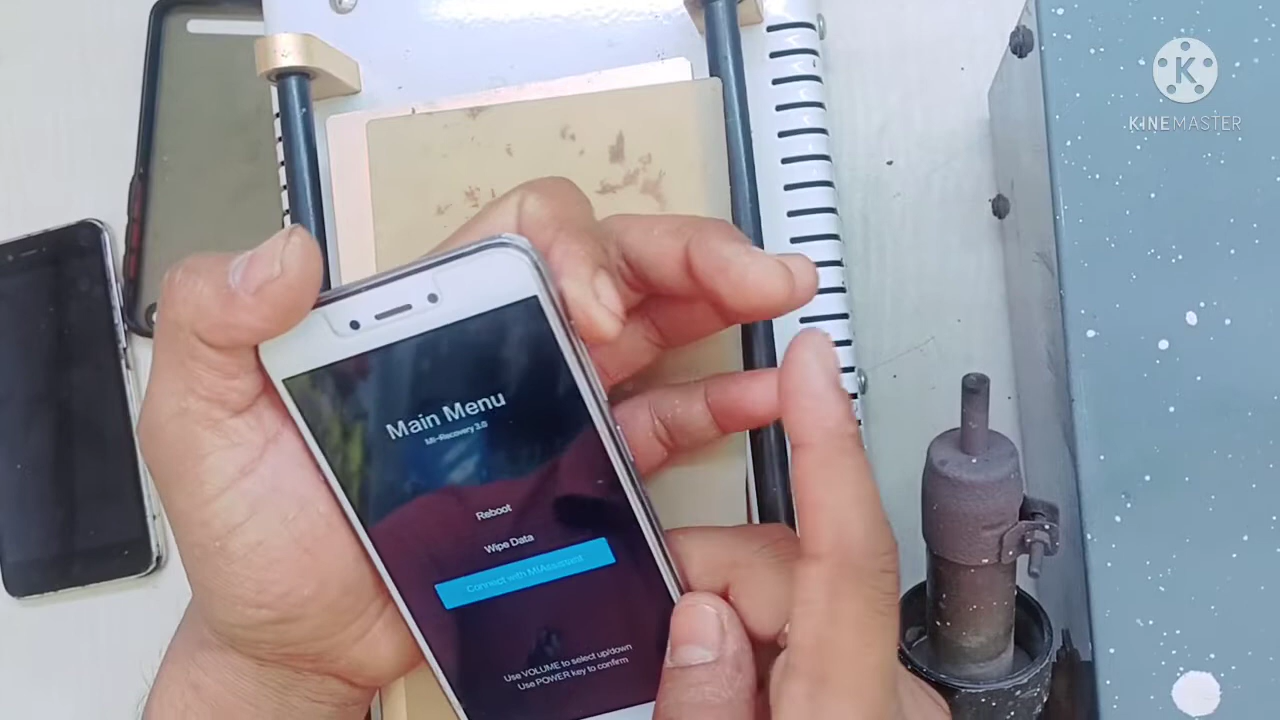 K
KINEMASTER
Main Menu
Mi-Recovery 3.0
Reboot
Wipe Data
Connect with MIAssistant
Use VOLUME to select up/down
Use POWER key to confirm